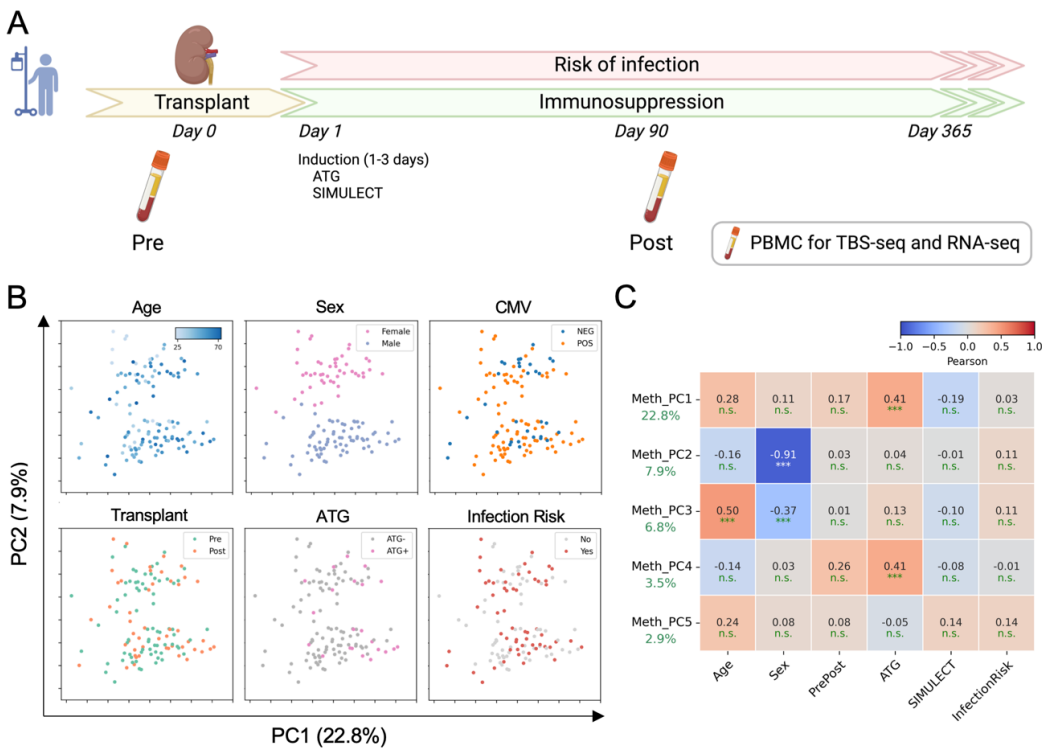 A
Risk of infection
Transplant
Immunosuppression
Day 0
Day 1
Day 90
Day 365
Induction (1-3 days)
ATG
SIMULECT
Pre
Post
PBMC for TBS-seq and RNA-seq
B
Age
25
70
Sex
Female
Male
CMV
NEG
POS
Transplant
Pre
Post
ATG
ATG-
ATG+
Infection Risk
No
Yes
PC2 (7.9%)
PC1 (22.8%)
C
−1.0 −0.5 0.0 0.5 1.0
Pearson
Meth_PC1 0.28 0.11 0.17 0.41 -0.19 0.03
22.8% n.s. n.s. n.s. *** n.s. n.s.
Meth_PC2 -0.16 -0.91 0.03 0.04 -0.01 0.11
7.9% n.s. *** n.s. n.s. n.s. n.s.
Meth_PC3 0.50 -0.37 0.01 0.13 -0.10 0.11
6.8% *** *** n.s. n.s. n.s. n.s.
Meth_PC4 -0.14 0.03 0.26 0.41 -0.08 -0.01
3.5% n.s. n.s. n.s. *** n.s. n.s.
Meth_PC5 0.24 0.08 0.08 -0.05 0.14 0.14
2.9% n.s. n.s. n.s. n.s. n.s. n.s.
Age
Sex
PrePost
ATG
SIMULECT
InfectionRisk